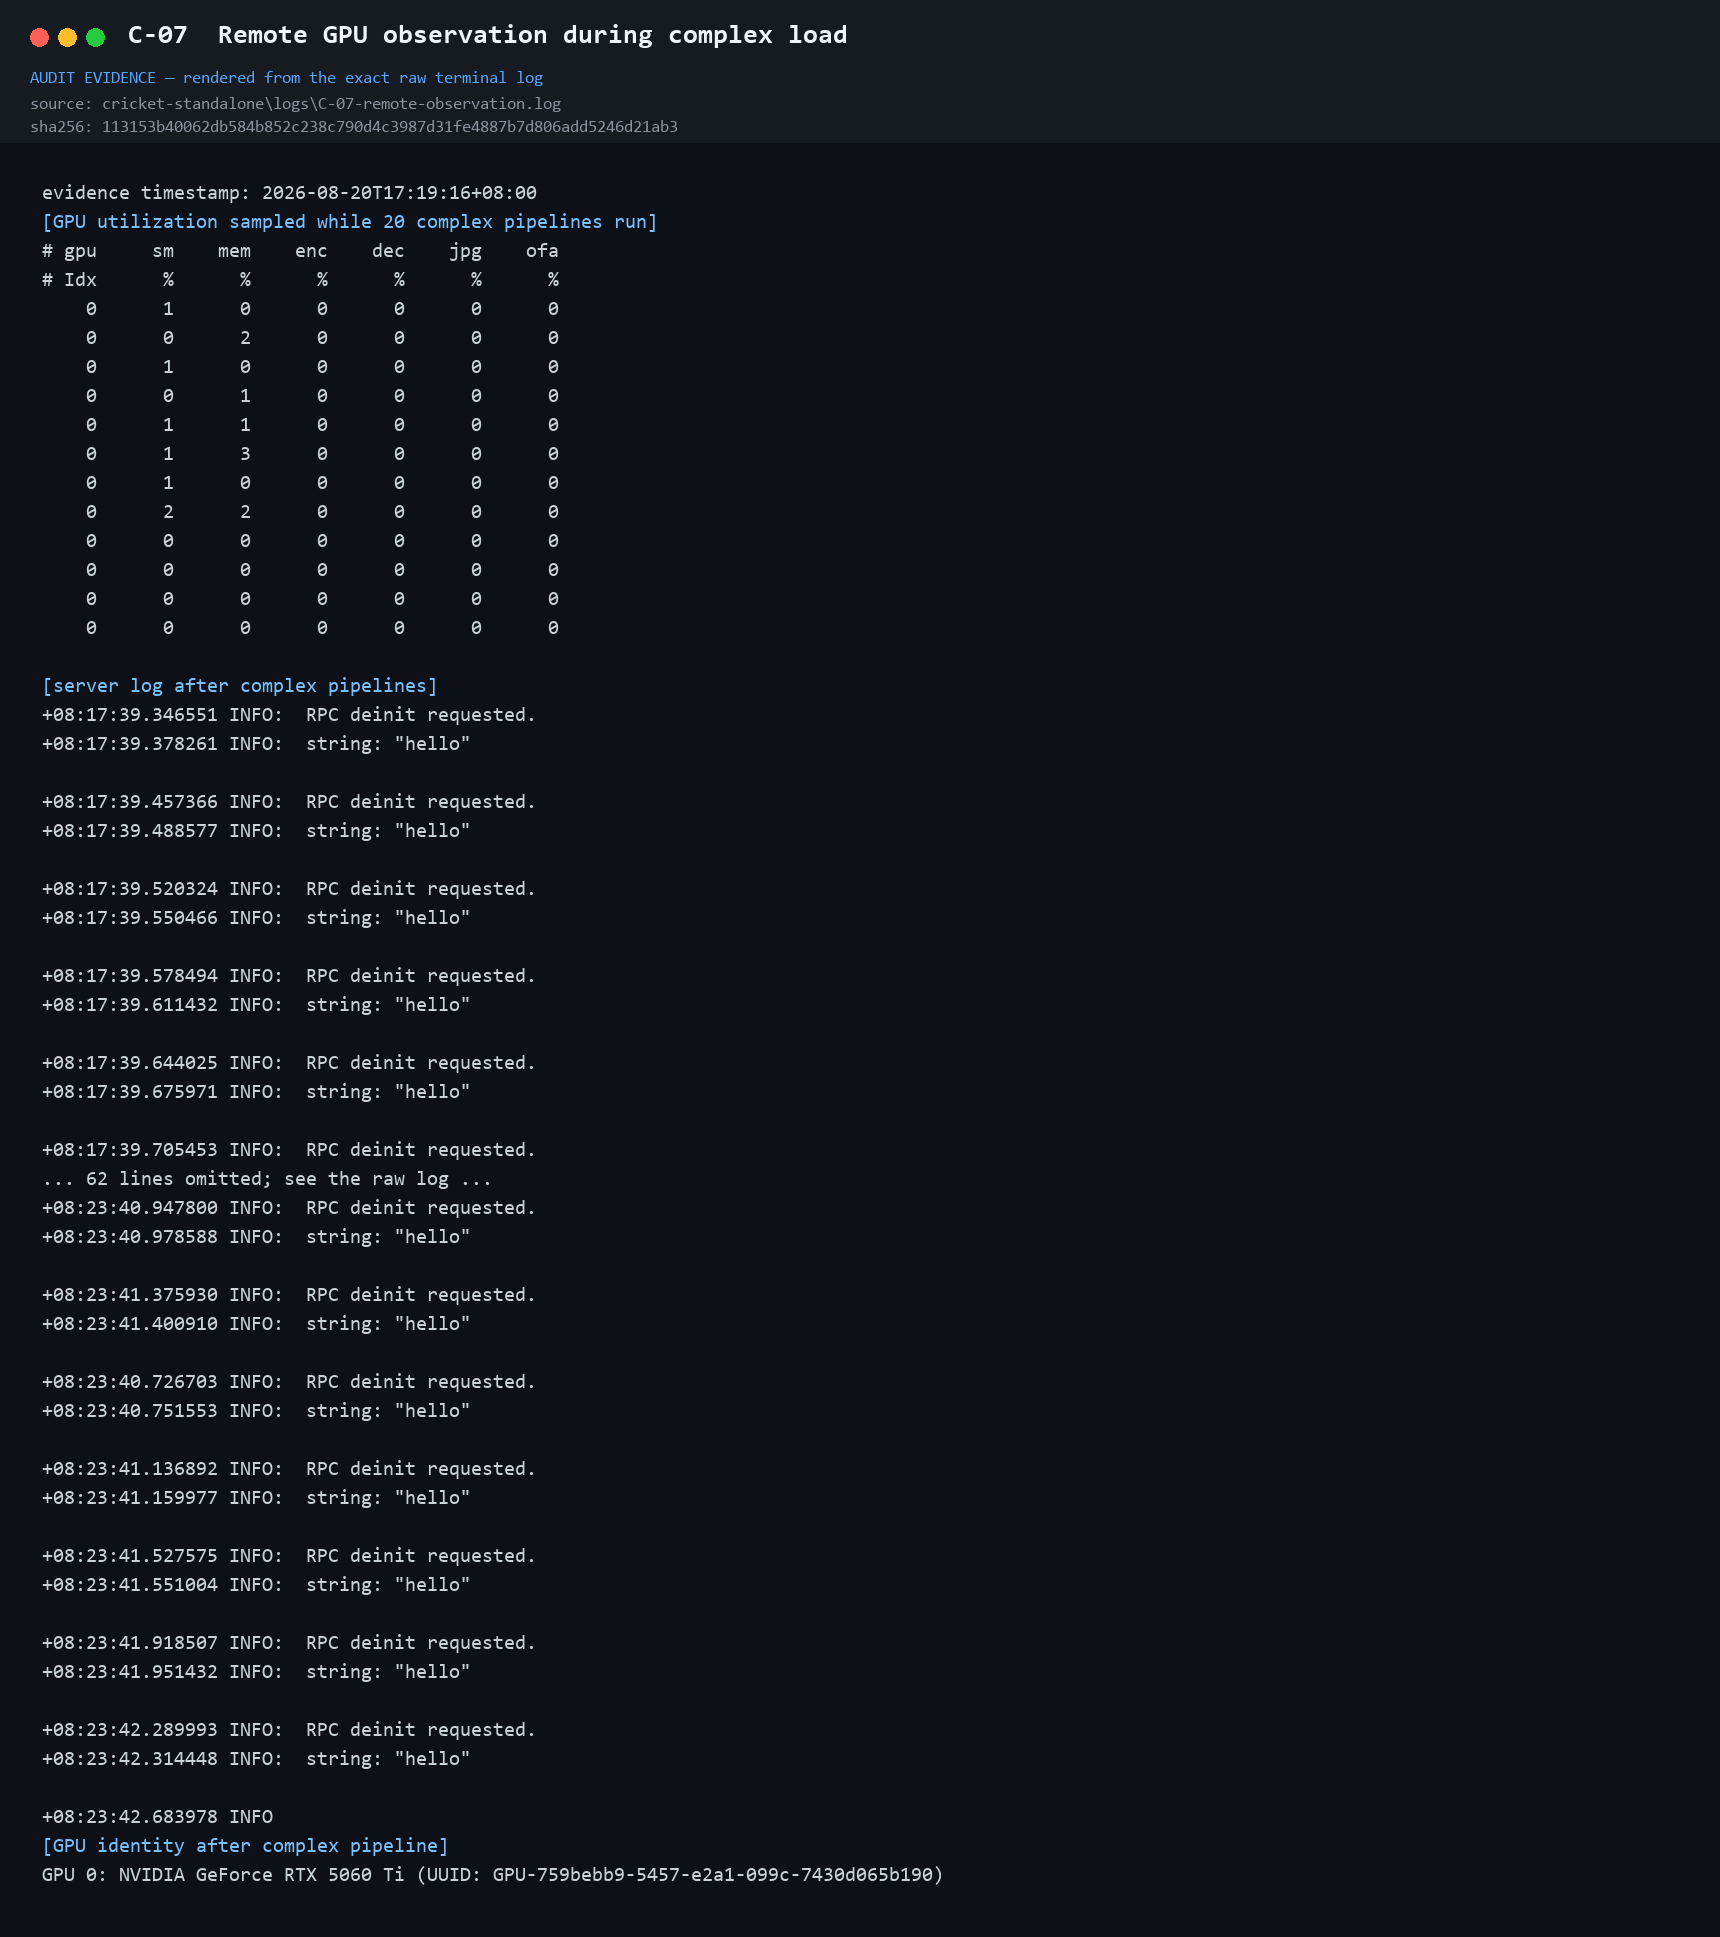 C-07  Remote GPU observation during complex load
AUDIT EVIDENCE — rendered from the exact raw terminal log
source: cricket-standalone\logs\C-07-remote-observation.log
sha256: 113153b40062db584b852c238c790d4c3987d31fe4887b7d806add5246d21ab3
evidence timestamp: 2026-08-20T17:19:16+08:00
[GPU utilization sampled while 20 complex pipelines run]
# gpu     sm    mem    enc    dec    jpg    ofa
# Idx      %      %      %      %      %      %
    0      1      0      0      0      0      0
    0      0      2      0      0      0      0
    0      1      0      0      0      0      0
    0      0      1      0      0      0      0
    0      1      1      0      0      0      0
    0      1      3      0      0      0      0
    0      1      0      0      0      0      0
    0      2      2      0      0      0      0
    0      0      0      0      0      0      0
    0      0      0      0      0      0      0
    0      0      0      0      0      0      0
    0      0      0      0      0      0      0
[server log after complex pipelines]
+08:17:39.346551 INFO:  RPC deinit requested.
+08:17:39.378261 INFO:  string: "hello"
+08:17:39.457366 INFO:  RPC deinit requested.
+08:17:39.488577 INFO:  string: "hello"
+08:17:39.520324 INFO:  RPC deinit requested.
+08:17:39.550466 INFO:  string: "hello"
+08:17:39.578494 INFO:  RPC deinit requested.
+08:17:39.611432 INFO:  string: "hello"
+08:17:39.644025 INFO:  RPC deinit requested.
+08:17:39.675971 INFO:  string: "hello"
+08:17:39.705453 INFO:  RPC deinit requested.
... 62 lines omitted; see the raw log ...
+08:23:40.947800 INFO:  RPC deinit requested.
+08:23:40.978588 INFO:  string: "hello"
+08:23:41.375930 INFO:  RPC deinit requested.
+08:23:41.400910 INFO:  string: "hello"
+08:23:40.726703 INFO:  RPC deinit requested.
+08:23:40.751553 INFO:  string: "hello"
+08:23:41.136892 INFO:  RPC deinit requested.
+08:23:41.159977 INFO:  string: "hello"
+08:23:41.527575 INFO:  RPC deinit requested.
+08:23:41.551004 INFO:  string: "hello"
+08:23:41.918507 INFO:  RPC deinit requested.
+08:23:41.951432 INFO:  string: "hello"
+08:23:42.289993 INFO:  RPC deinit requested.
+08:23:42.314448 INFO:  string: "hello"
+08:23:42.683978 INFO
[GPU identity after complex pipeline]
GPU 0: NVIDIA GeForce RTX 5060 Ti (UUID: GPU-759bebb9-5457-e2a1-099c-7430d065b190)